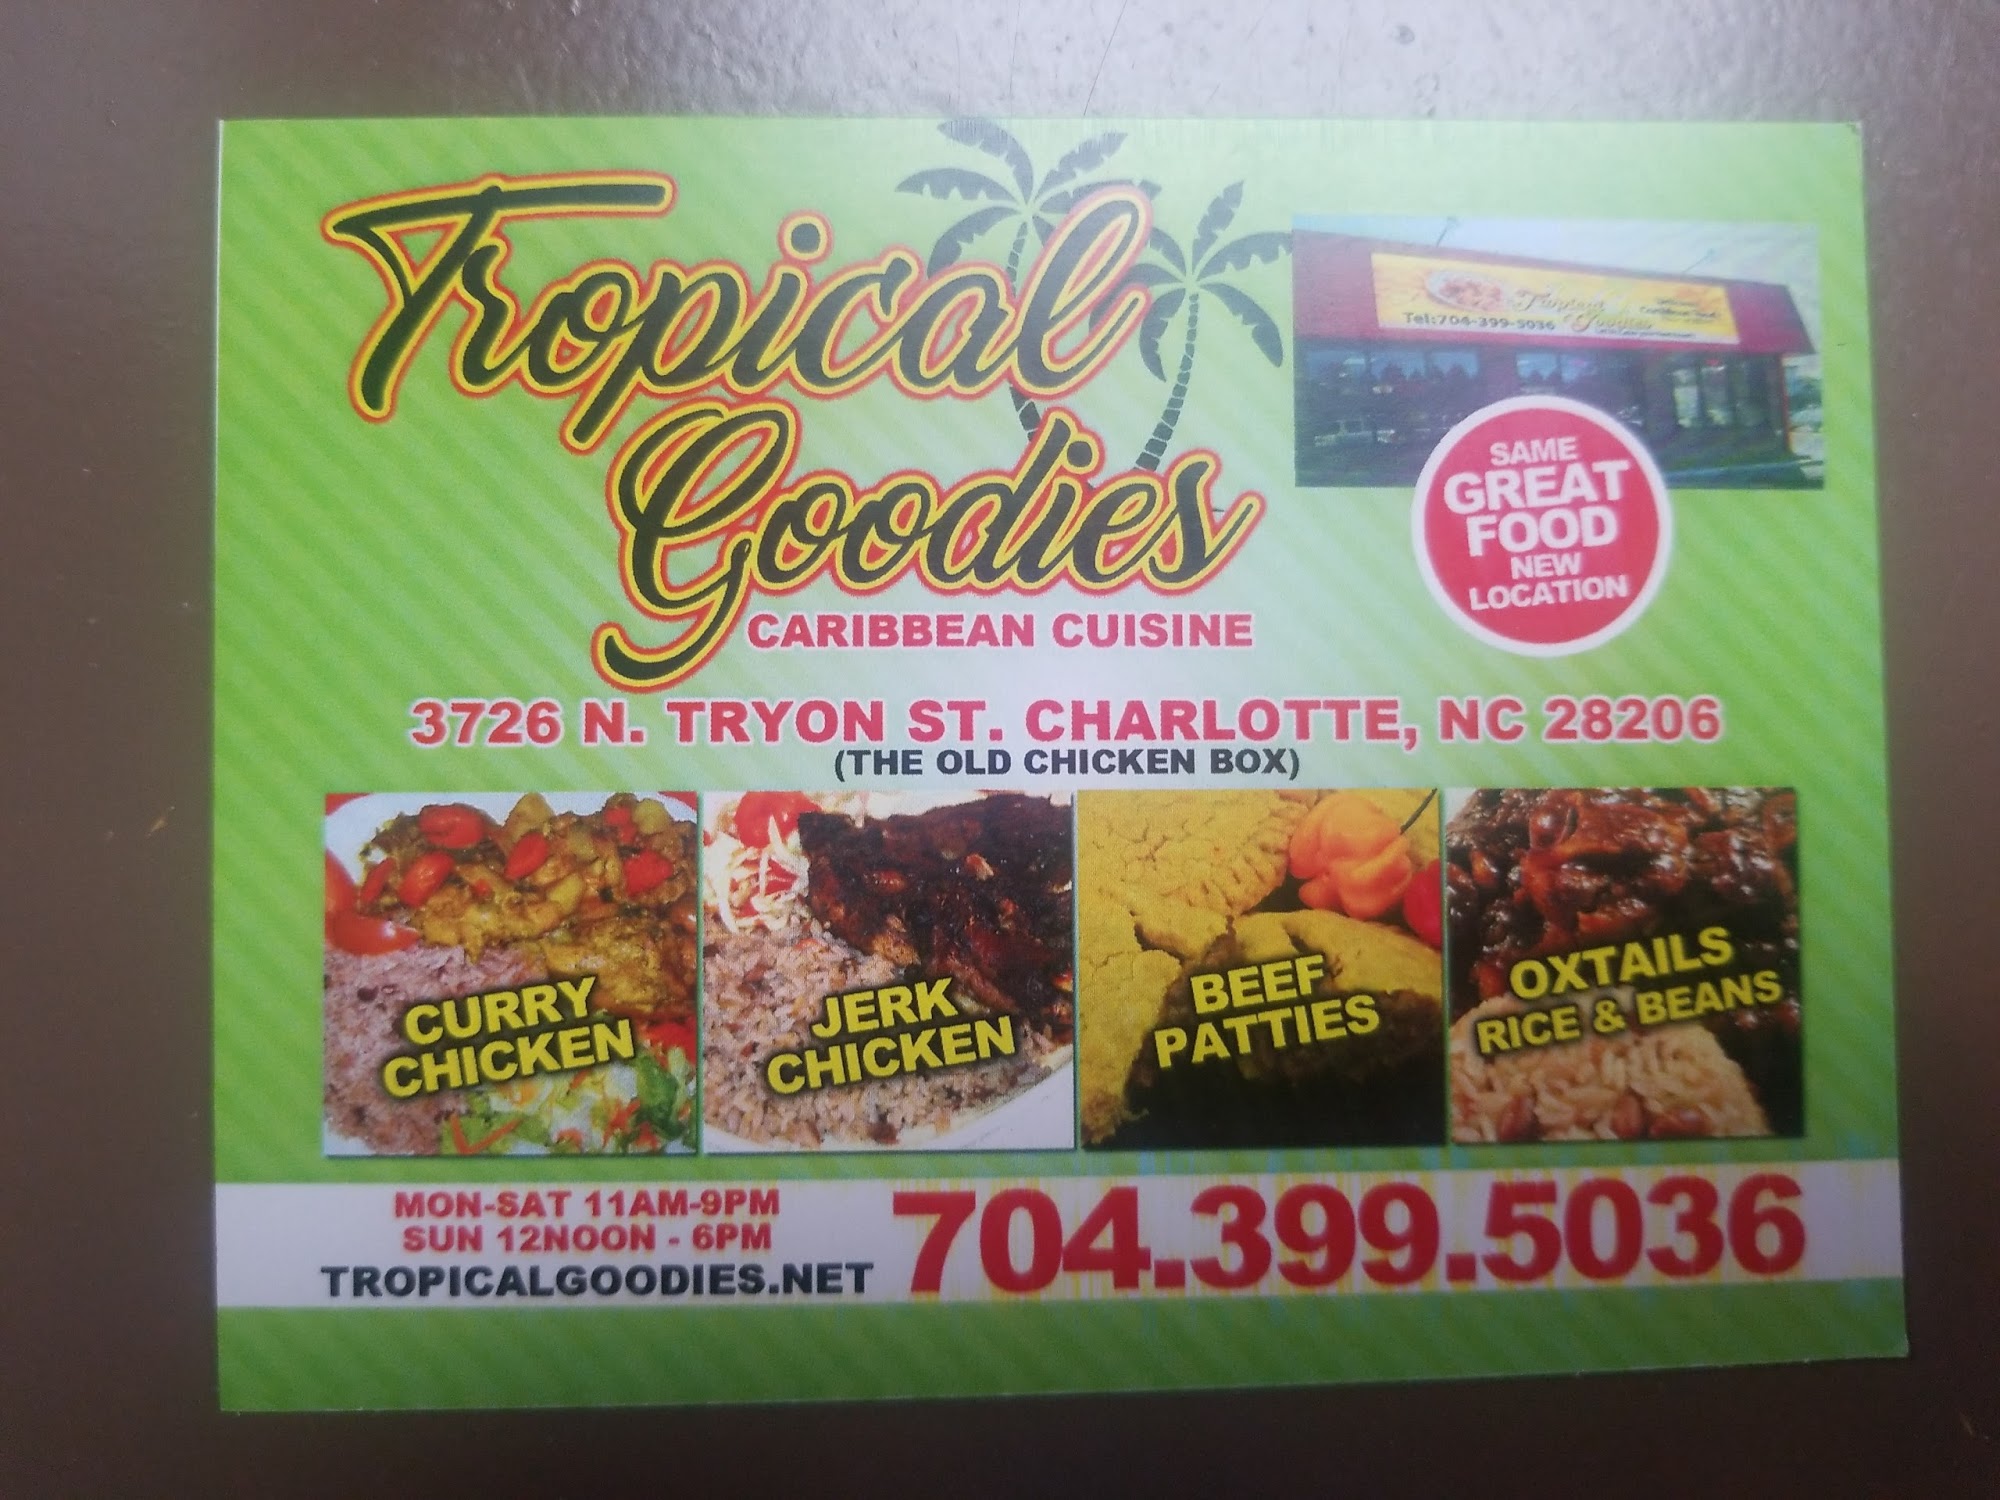 Tropical
Goodies
CARIBBEAN CUISINE
Tel:704-399-5036
Tropical
Goodies
SAME
GREAT
FOOD
NEW
LOCATION
3726 N. TRYON ST. CHARLOTTE, NC 28206
(THE OLD CHICKEN BOX)
CURRY
CHICKEN
JERK
CHICKEN
BEEF
PATTIES
OXTAILS
RICE & BEANS
MON-SAT 11AM-9PM
SUN 12NOON - 6PM
TROPICALGOODIES.NET
704.399.5036